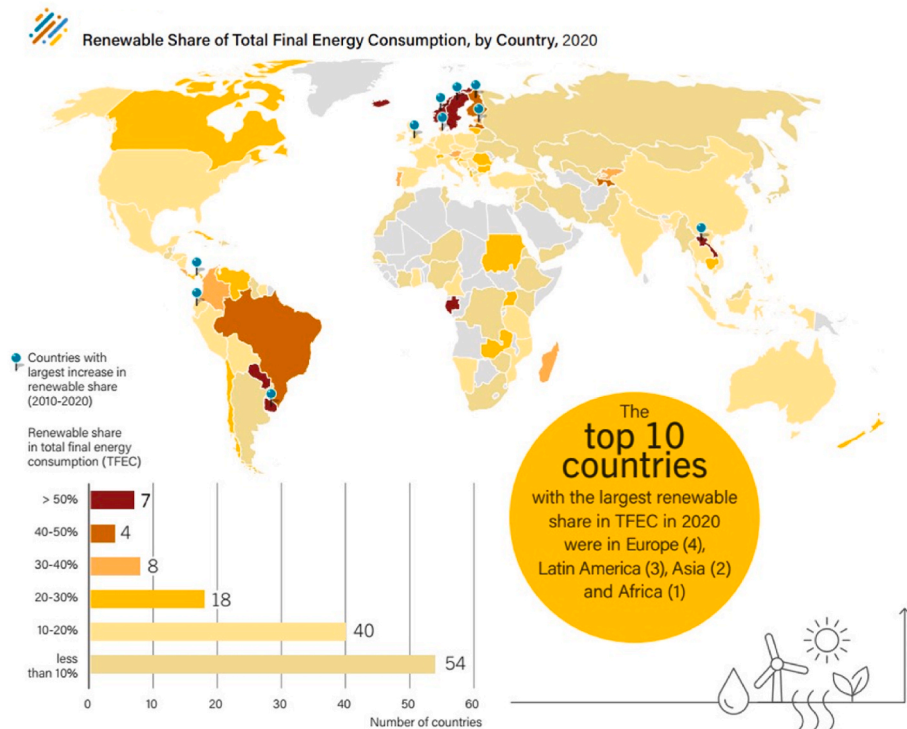 Renewable Share of Total Final Energy Consumption, by Country, 2020
Countries with
largest increase in
renewable share
(2010-2020)
Renewable share
in total final energy
consumption (TFEC)
> 50% 7
40-50% 4
30-40% 8
20-30% 18
10-20% 40
less
than 10% 54
0 10 20 30 40 50 60
Number of countries
The
top 10
countries
with the largest renewable
share in TFEC in 2020
were in Europe (4),
Latin America (3), Asia (2)
and Africa (1)